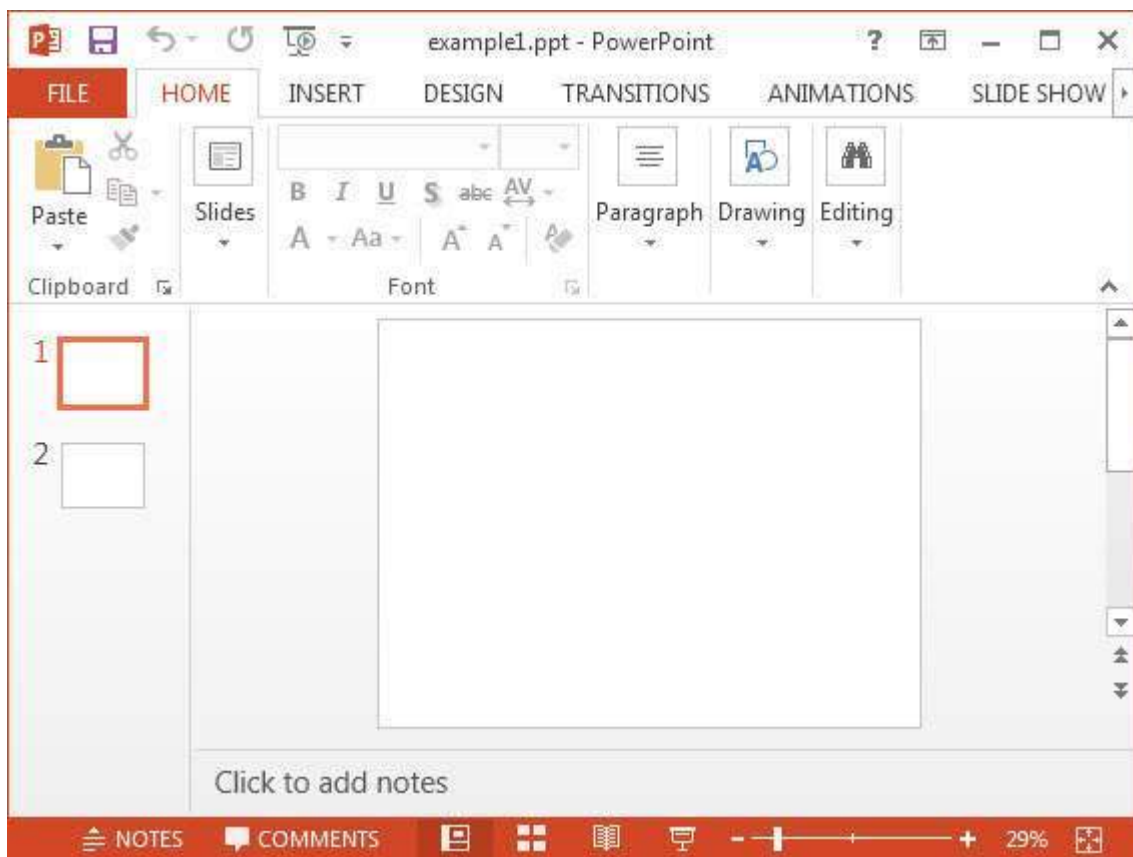 example1.ppt - PowerPoint ?
FILE HOME INSERT DESIGN TRANSITIONS ANIMATIONS SLIDE SHOW
Paste Slides B I U S abc AV Paragraph Drawing Editing
A Aa A A
Clipboard Font
1
2
Click to add notes
NOTES COMMENTS - + 29%